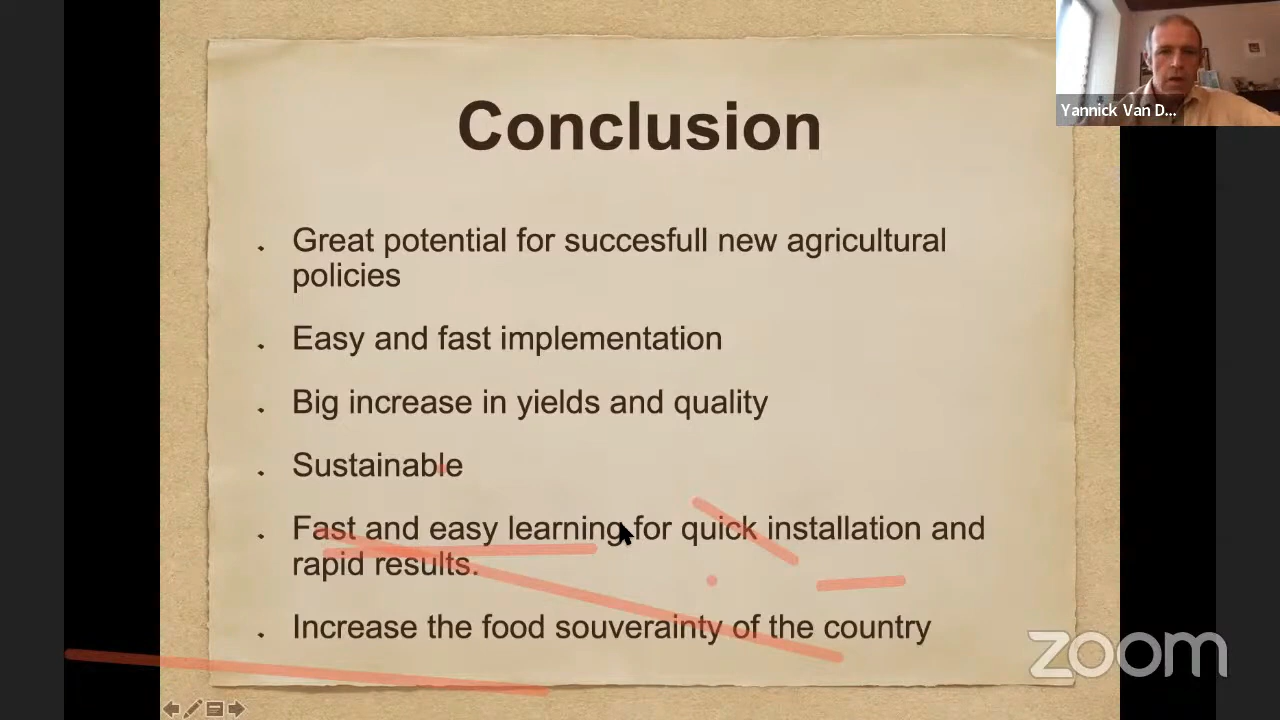 Yannick Van D...
Conclusion
Great potential for succesfull new agricultural
policies
Easy and fast implementation
Big increase in yields and quality
Sustainable
Fast and easy learning for quick installation and
rapid results.
Increase the food souverainty of the country
zoom